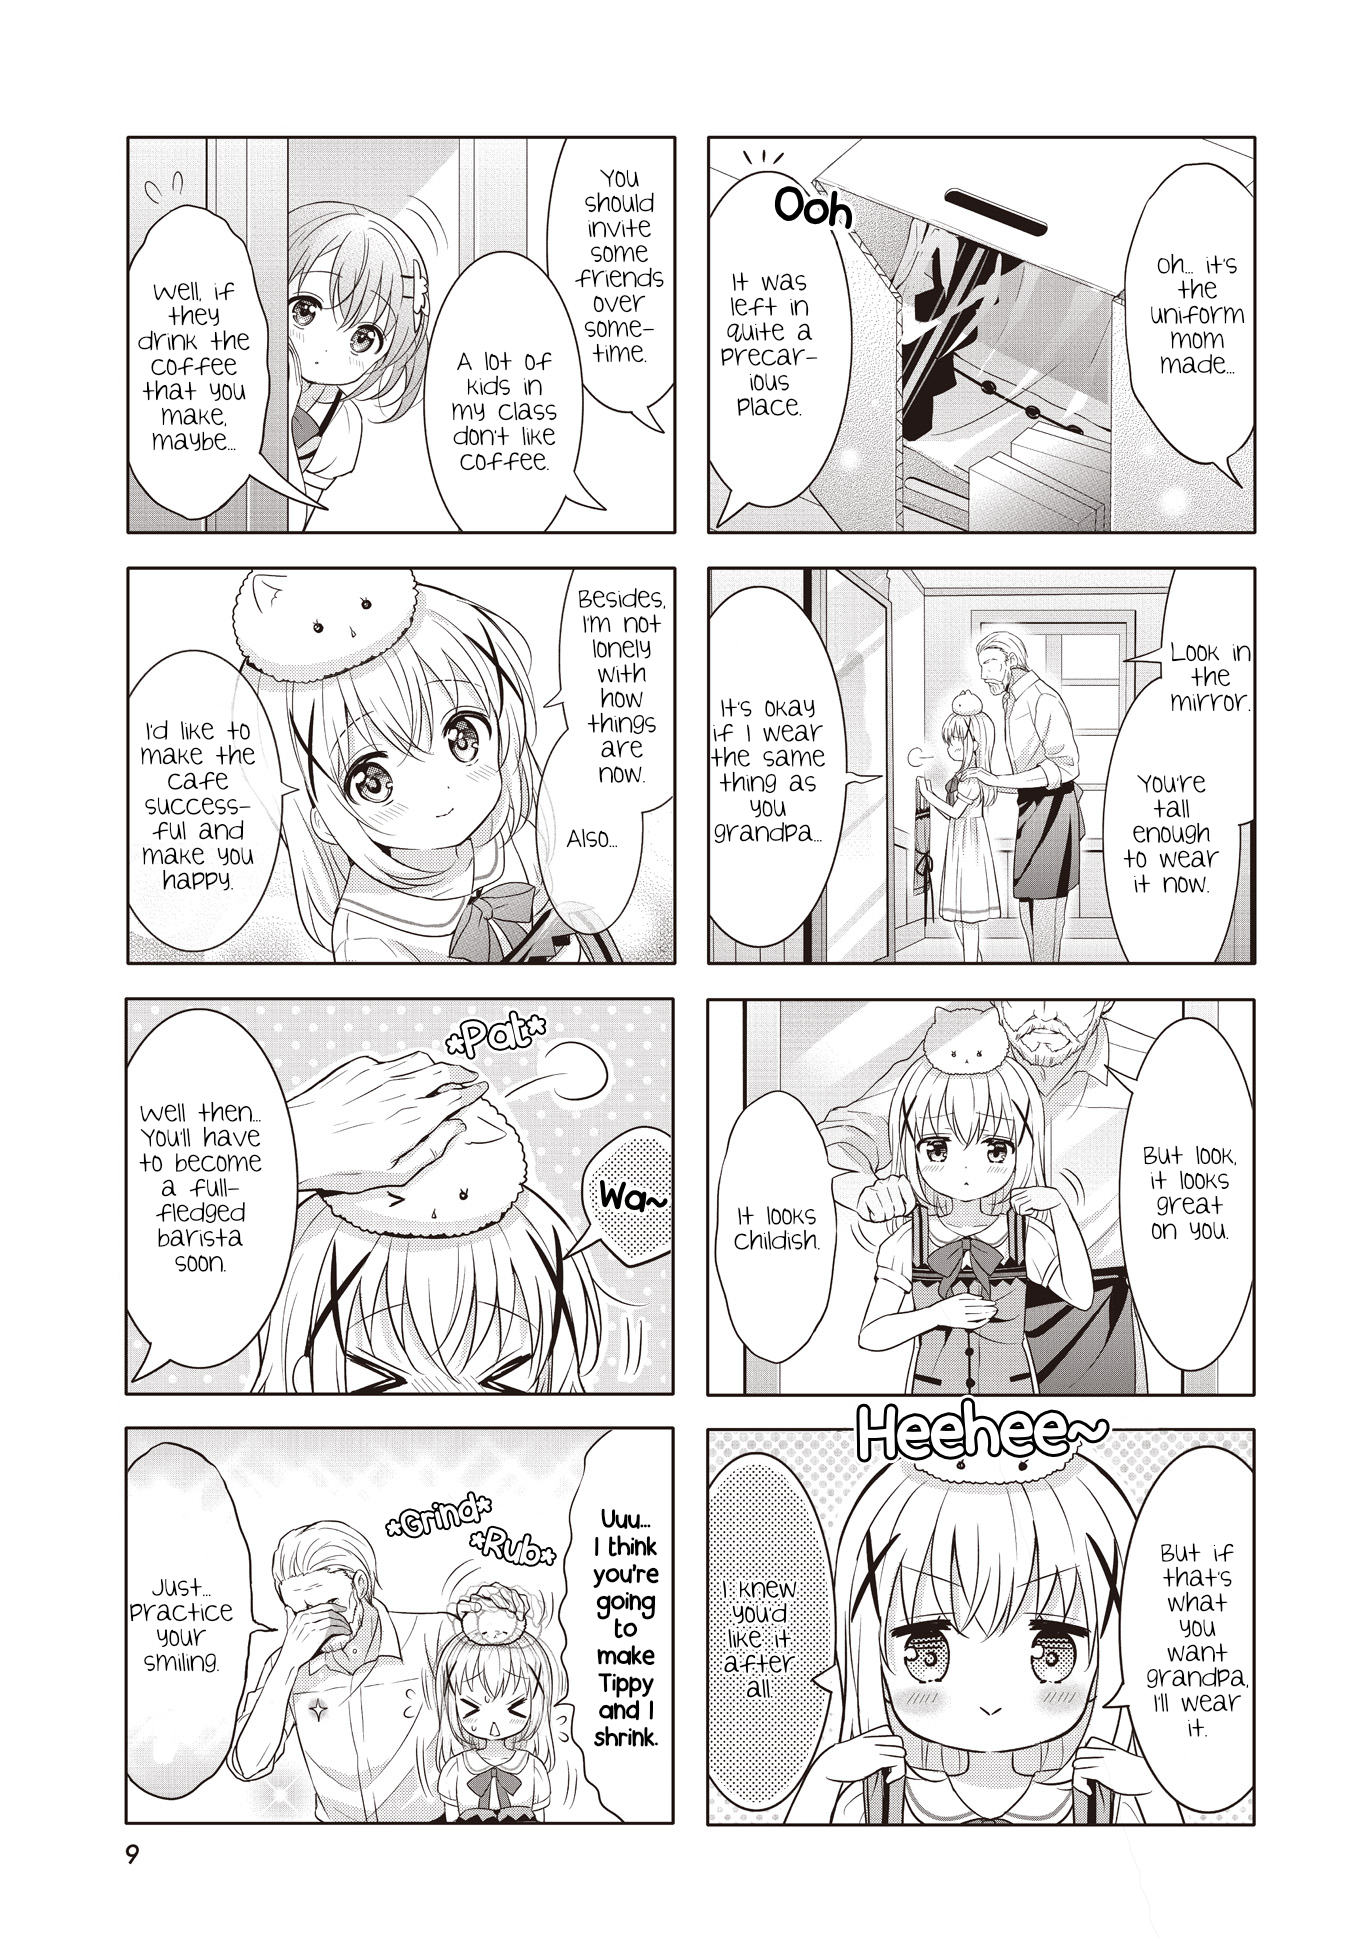 Oh... it's
the
uniform
mom
made...
Ooh
It was
left in
quite a
precar-
ious
place.
Look in
the
mirror.
You're
tall
enough
to wear
it now.
It's okay
if I wear
the same
thing as
you
grandpa...
But look,
it looks
great
on you.
It looks
childish.
Heehee~
But if
that's
what
you
want
grandpa,
I'll wear
it.
I knew
you'd
like it
after
all.
You
should
invite
some
friends
over
some-
time.
A lot of
kids in
my class
don't like
coffee.
Well, if
they
drink the
coffee
that you
make,
maybe...
Besides,
I'm not
lonely
with
how
things
are
now.
Also...
I'd like to
make the
cafe
success-
ful and
make you
happy.
*Pat*
Wa~
Well then...
You'll have
to become
a full-
fledged
barista
soon.
Uuu...
I think
you're
going
to
make
Tippy
and I
shrink.
*Grind*
*Rub*
Just...
Practice
your
smiling.
9